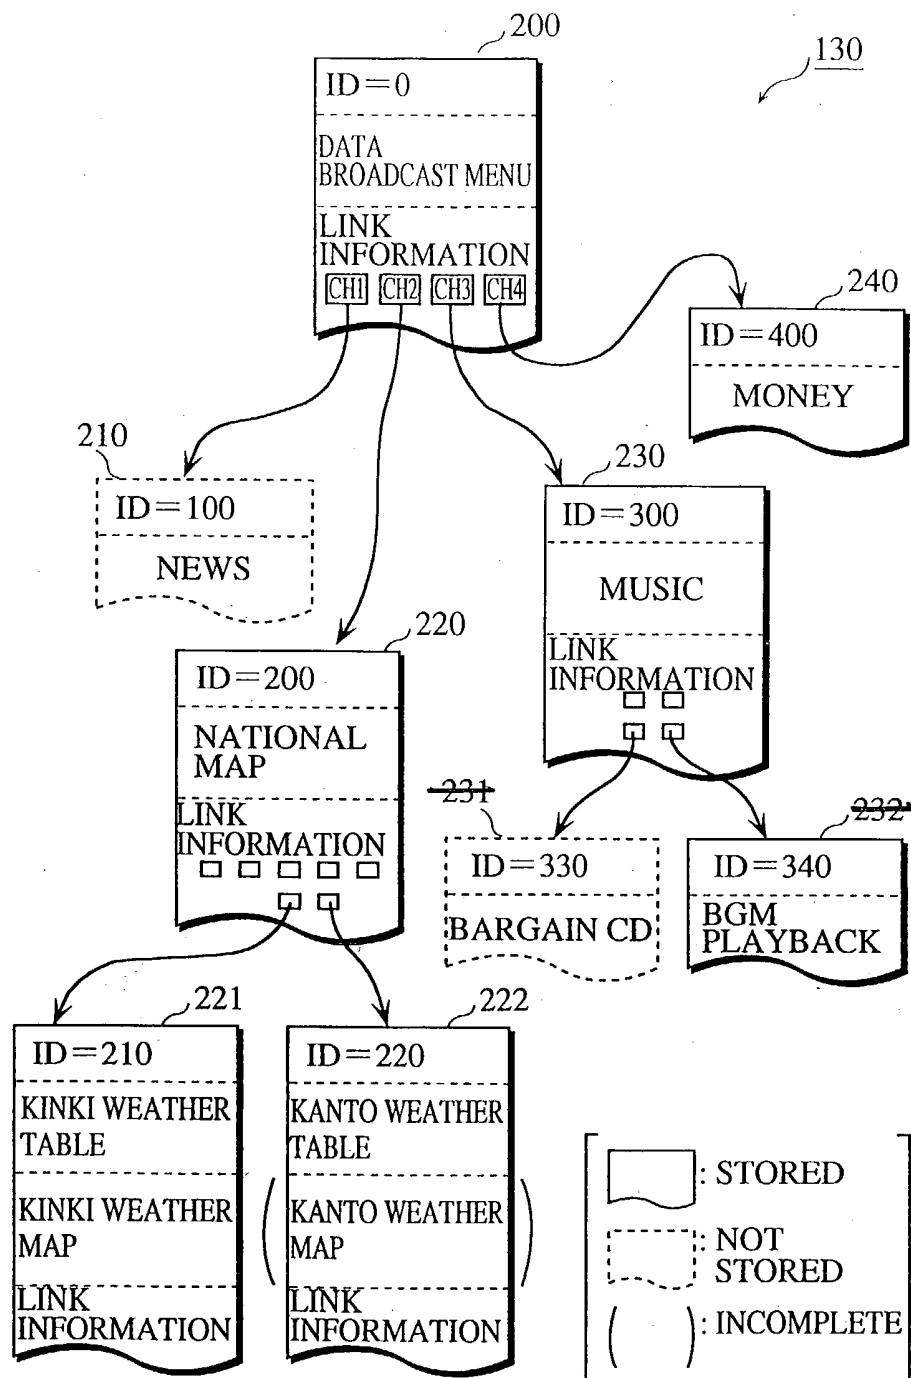 200
130
ID=0
DATA
BROADCAST MENU
LINK
INFORMATION
CH1 CH2 CH3 CH4
240
ID=400
MONEY
210
ID=100
NEWS
230
ID=300
MUSIC
LINK
INFORMATION
220
ID=200
NATIONAL
MAP
LINK
INFORMATION
231
ID=330
BARGAIN CD
232
ID=340
BGM
PLAYBACK
221
ID=210
KINKI WEATHER
TABLE
KINKI WEATHER
MAP
LINK
INFORMATION
222
ID=220
KANTO WEATHER
TABLE
( KANTO WEATHER
MAP )
LINK
INFORMATION
: STORED
: NOT
STORED
( ) : INCOMPLETE